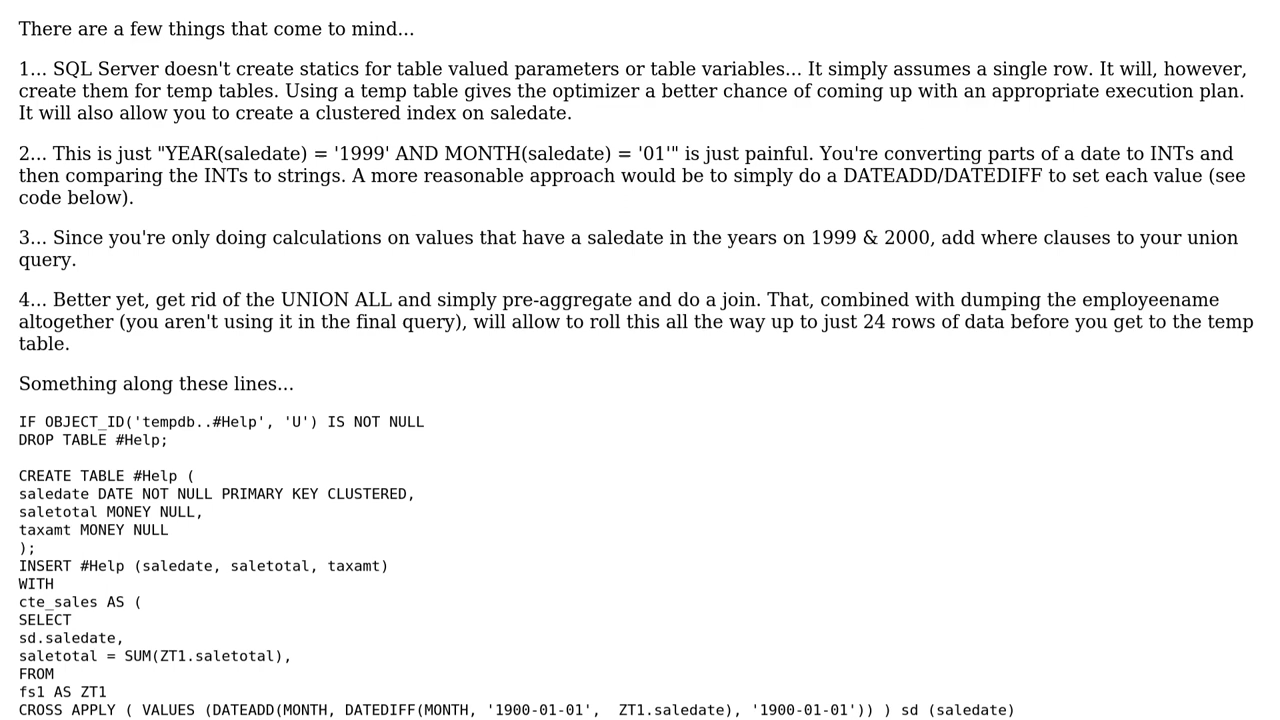 There are a few things that come to mind...
1... SQL Server doesn't create statics for table valued parameters or table variables... It simply assumes a single row. It will, however,
create them for temp tables. Using a temp table gives the optimizer a better chance of coming up with an appropriate execution plan.
It will also allow you to create a clustered index on saledate.
2... This is just "YEAR(saledate) = '1999' AND MONTH(saledate) = '01'" is just painful. You're converting parts of a date to INTs and
then comparing the INTs to strings. A more reasonable approach would be to simply do a DATEADD/DATEDIFF to set each value (see
code below).
3... Since you're only doing calculations on values that have a saledate in the years on 1999 & 2000, add where clauses to your union
query.
4... Better yet, get rid of the UNION ALL and simply pre-aggregate and do a join. That, combined with dumping the employeename
altogether (you aren't using it in the final query), will allow to roll this all the way up to just 24 rows of data before you get to the temp
table.
Something along these lines...
IF OBJECT_ID('tempdb..#Help', 'U') IS NOT NULL
DROP TABLE #Help;
CREATE TABLE #Help (
saledate DATE NOT NULL PRIMARY KEY CLUSTERED,
saletotal MONEY NULL,
taxamt MONEY NULL
);
INSERT #Help (saledate, saletotal, taxamt)
WITH
cte_sales AS (
SELECT
sd.saledate,
saletotal = SUM(ZT1.saletotal),
FROM
fs1 AS ZT1
CROSS APPLY ( VALUES (DATEADD(MONTH, DATEDIFF(MONTH, '1900-01-01',  ZT1.saledate), '1900-01-01')) ) sd (saledate)